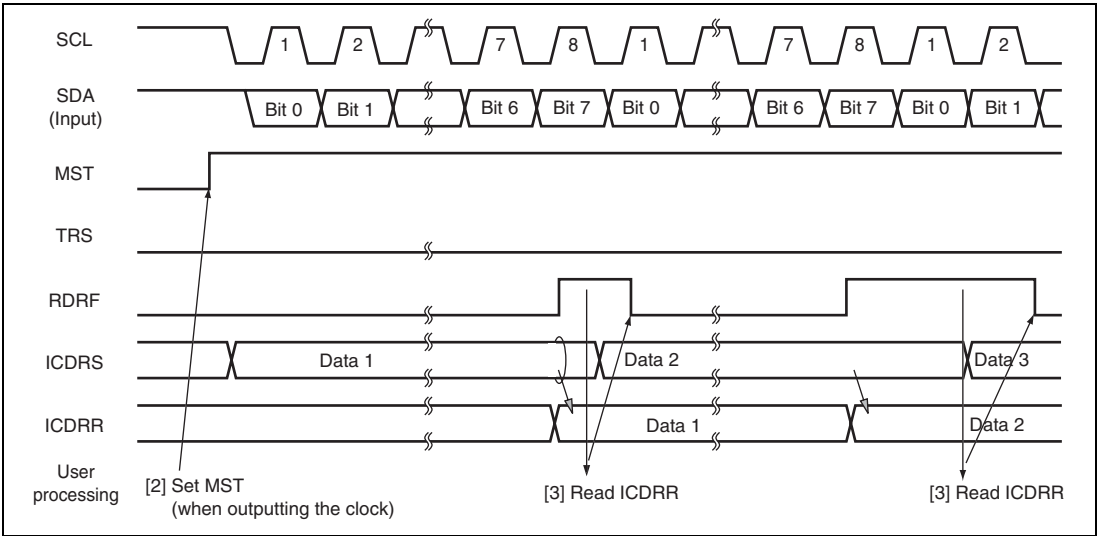 SCL 1 2 7 8 1 7 8 1 2
SDA
(Input)
Bit 0 Bit 1 Bit 6 Bit 7 Bit 0 Bit 6 Bit 7 Bit 0 Bit 1
MST
TRS
RDRF
ICDRS Data 1 Data 2 Data 3
ICDRR Data 1 Data 2
User
processing
[2] Set MST
(when outputting the clock)
[3] Read ICDRR
[3] Read ICDRR